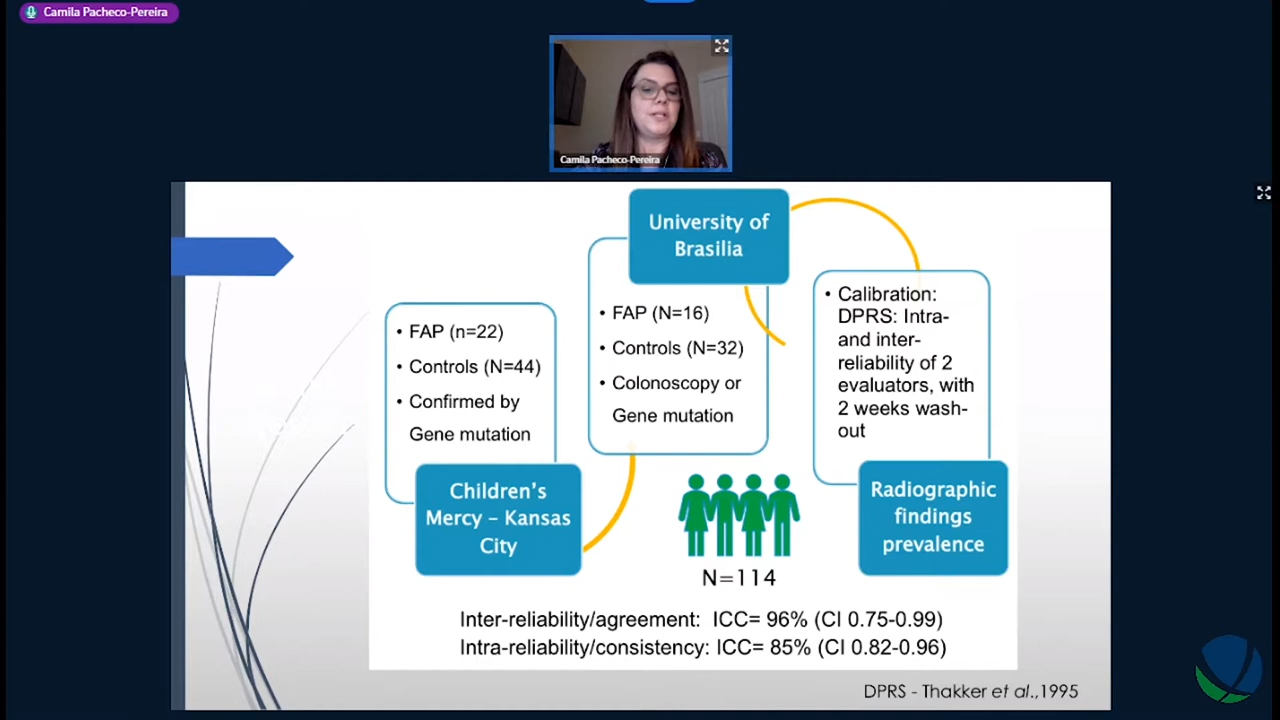 Camila Pacheco-Pereira
Camila Pacheco-Pereira
University of
Brasilia
• FAP (n=22)
• Controls (N=44)
• Confirmed by
Gene mutation
Children's
Mercy – Kansas
City
• FAP (N=16)
• Controls (N=32)
• Colonoscopy or
Gene mutation
• Calibration:
DPRS: Intra-
and inter-
reliability of 2
evaluators, with
2 weeks wash-
out
Radiographic
findings
prevalence
N=114
Inter-reliability/agreement: ICC= 96% (CI 0.75-0.99)
Intra-reliability/consistency: ICC= 85% (CI 0.82-0.96)
DPRS - Thakker et al.,1995